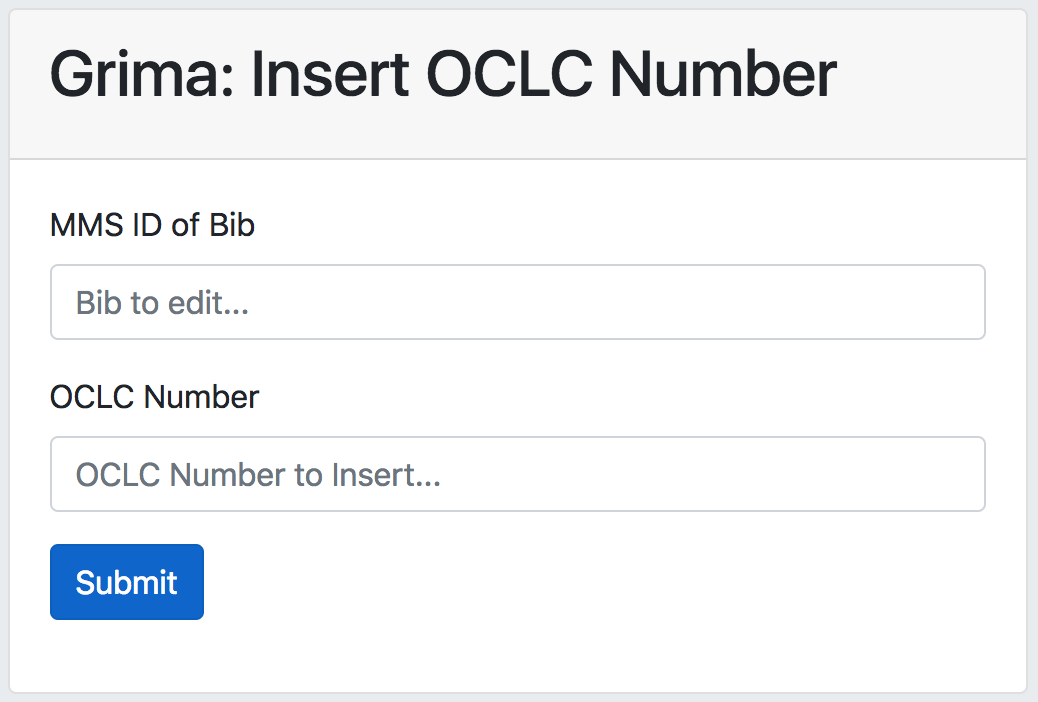 Grima: Insert OCLC Number
MMS ID of Bib
Bib to edit...
OCLC Number
OCLC Number to Insert...
Submit